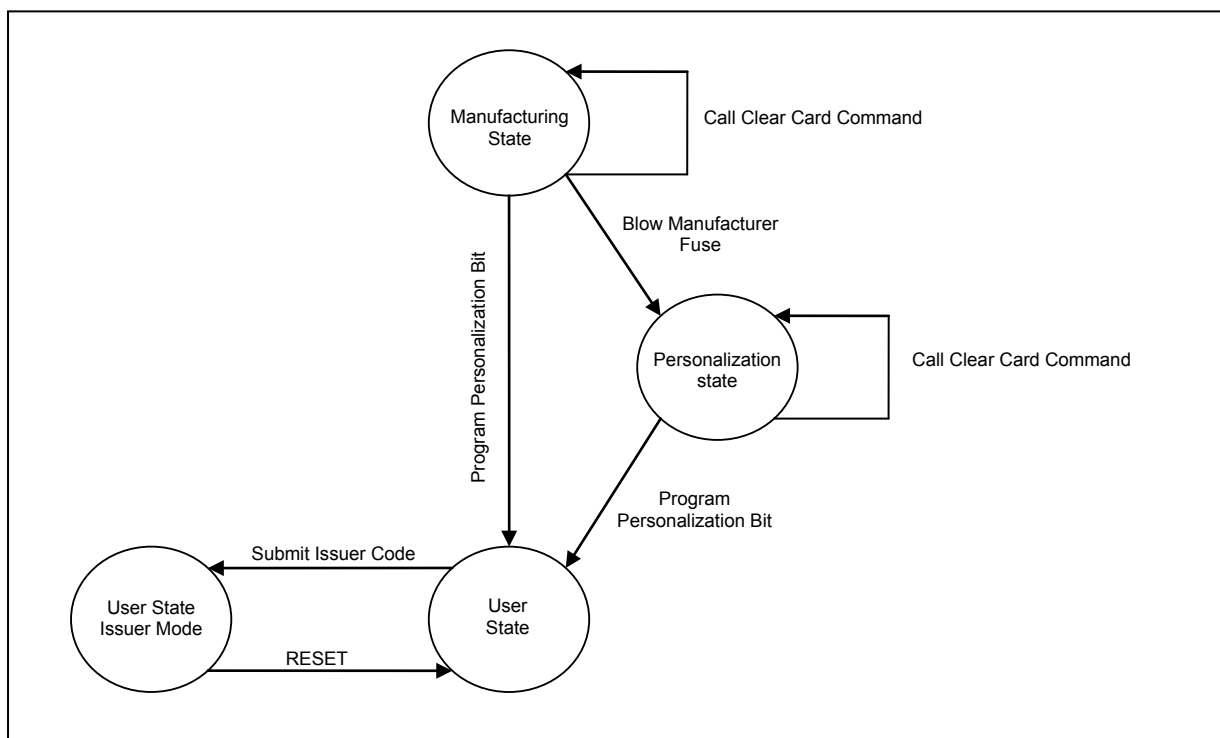 Manufacturing
State
Call Clear Card Command
Blow Manufacturer
Fuse
Program Personalization Bit
Personalization
state
Call Clear Card Command
Program
Personalization Bit
Submit Issuer Code
User State
Issuer Mode
User
State
RESET